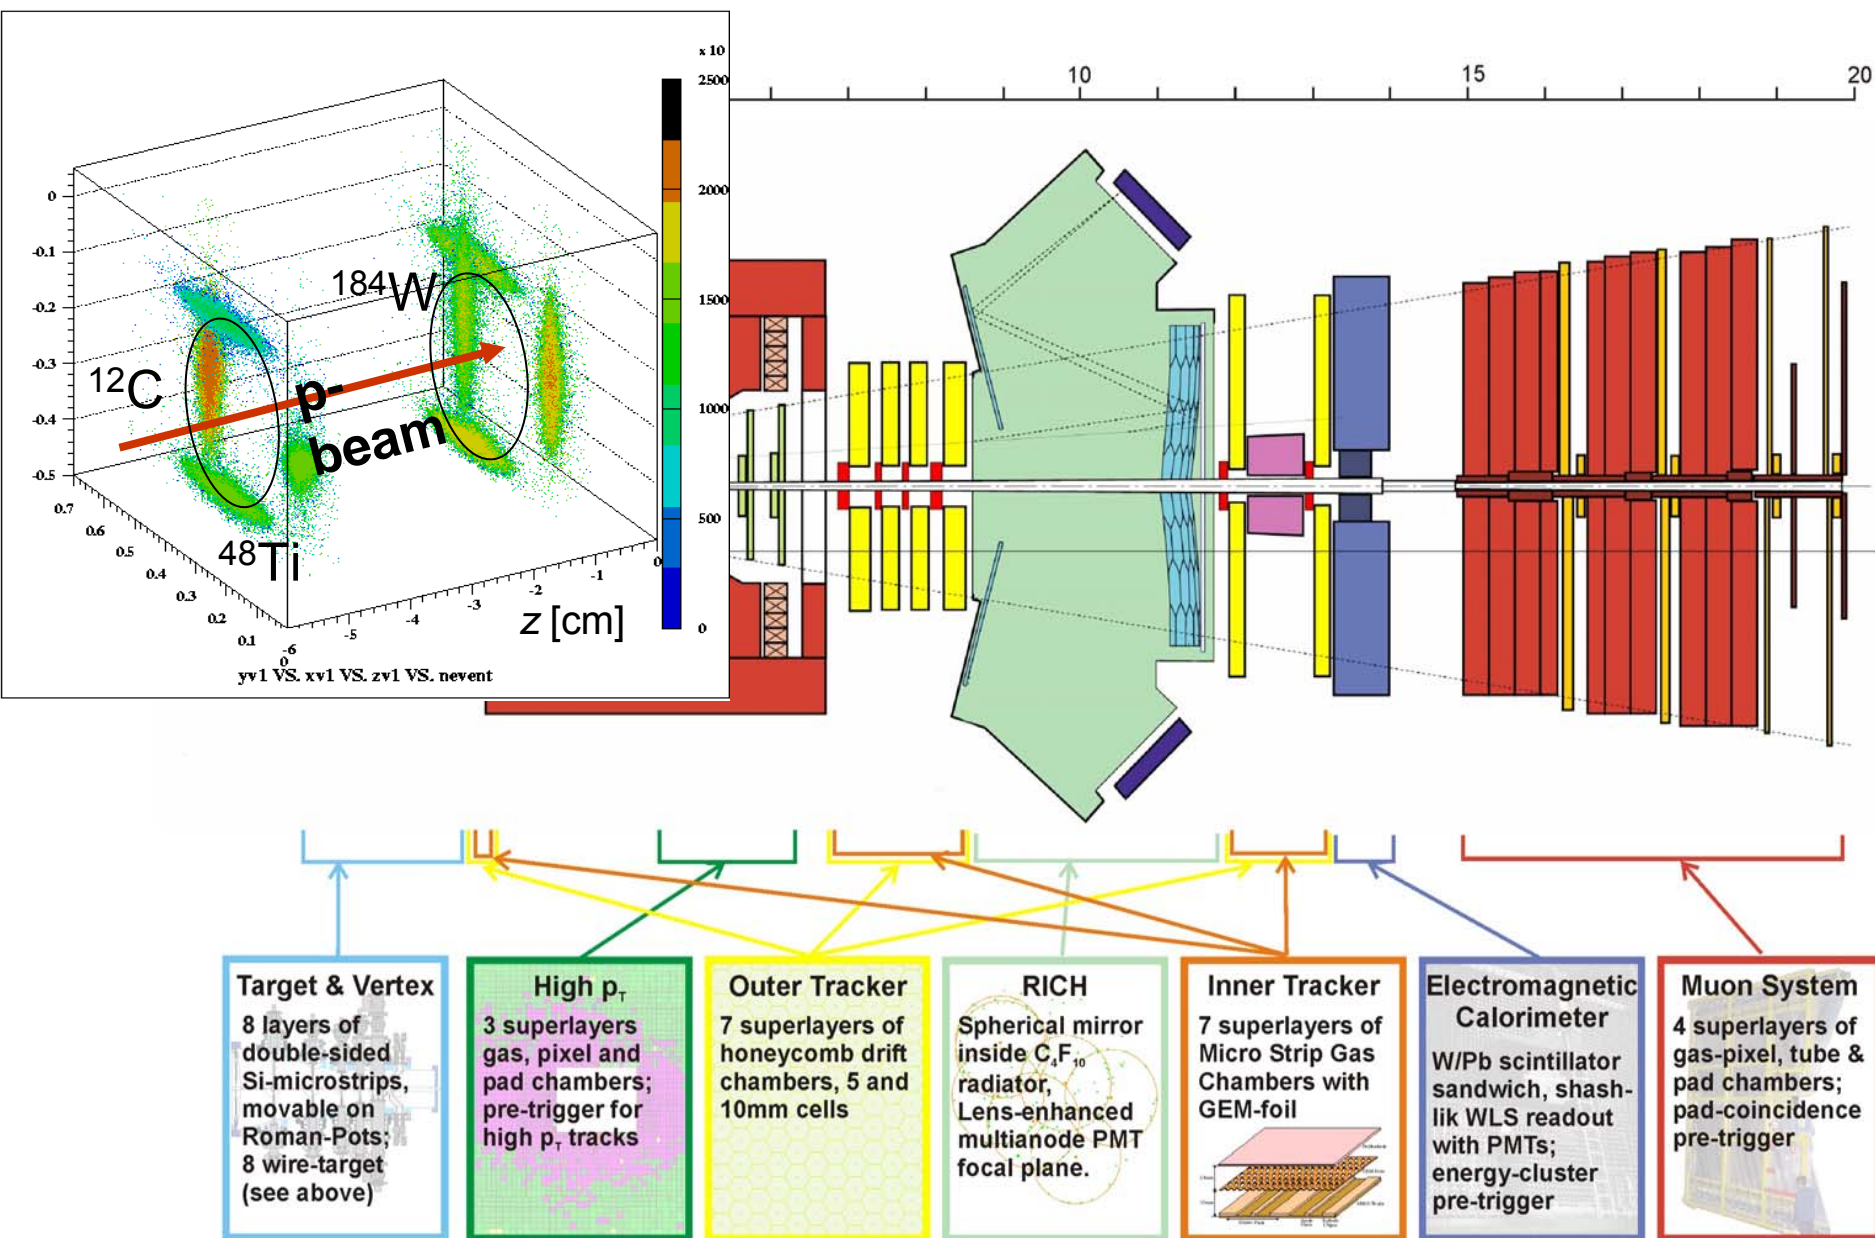 x 10
2500
2000
1500
1000
500
0
0
-0.1
-0.2
-0.3
-0.4
-0.5
0.7
0.6
0.5
0.4
0.3
0.2
0.1
0
-6
-5
-4
-3
-2
-1
0
184W
12C
p-
beam
48Ti
z [cm]
yv1 VS. xv1 VS. zv1 VS. nevent
10
15
20
Target & Vertex
8 layers of
double-sided
Si-microstrips,
movable on
Roman-Pots;
8 wire-target
(see above)
High pT
3 superlayers
gas, pixel and
pad chambers;
pre-trigger for
high pT tracks
Outer Tracker
7 superlayers of
honeycomb drift
chambers, 5 and
10mm cells
RICH
Spherical mirror
inside C4F10
radiator,
Lens-enhanced
multianode PMT
focal plane.
Inner Tracker
7 superlayers of
Micro Strip Gas
Chambers with
GEM-foil
Electromagnetic
Calorimeter
W/Pb scintillator
sandwich, shash-
lik WLS readout
with PMTs;
energy-cluster
pre-trigger
Muon System
4 superlayers of
gas-pixel, tube &
pad chambers;
pad-coincidence
pre-trigger